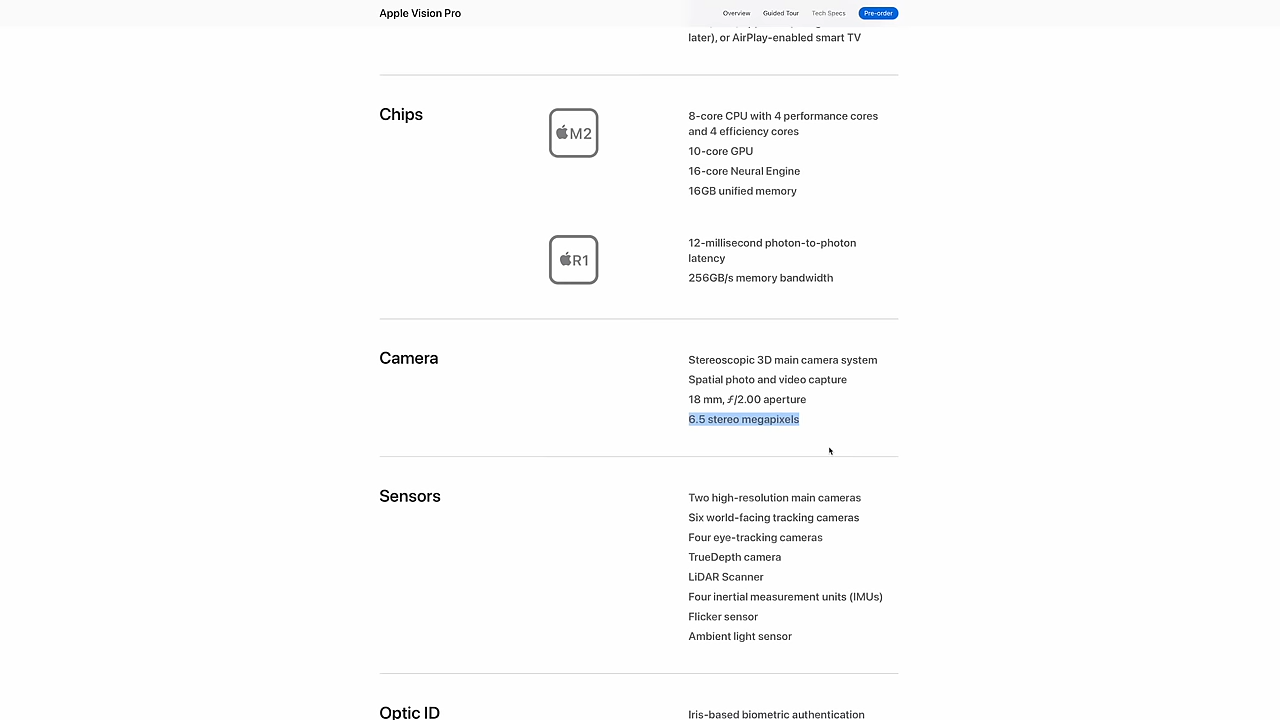 Apple Vision Pro
Overview
Guided Tour
Tech Specs
Pre-order
later), or AirPlay-enabled smart TV
Chips
M2
8-core CPU with 4 performance cores
and 4 efficiency cores
10-core GPU
16-core Neural Engine
16GB unified memory
R1
12-millisecond photon-to-photon
latency
256GB/s memory bandwidth
Camera
Stereoscopic 3D main camera system
Spatial photo and video capture
18 mm, ƒ/2.00 aperture
6.5 stereo megapixels
Sensors
Two high-resolution main cameras
Six world-facing tracking cameras
Four eye-tracking cameras
TrueDepth camera
LiDAR Scanner
Four inertial measurement units (IMUs)
Flicker sensor
Ambient light sensor
Optic ID
Iris-based biometric authentication